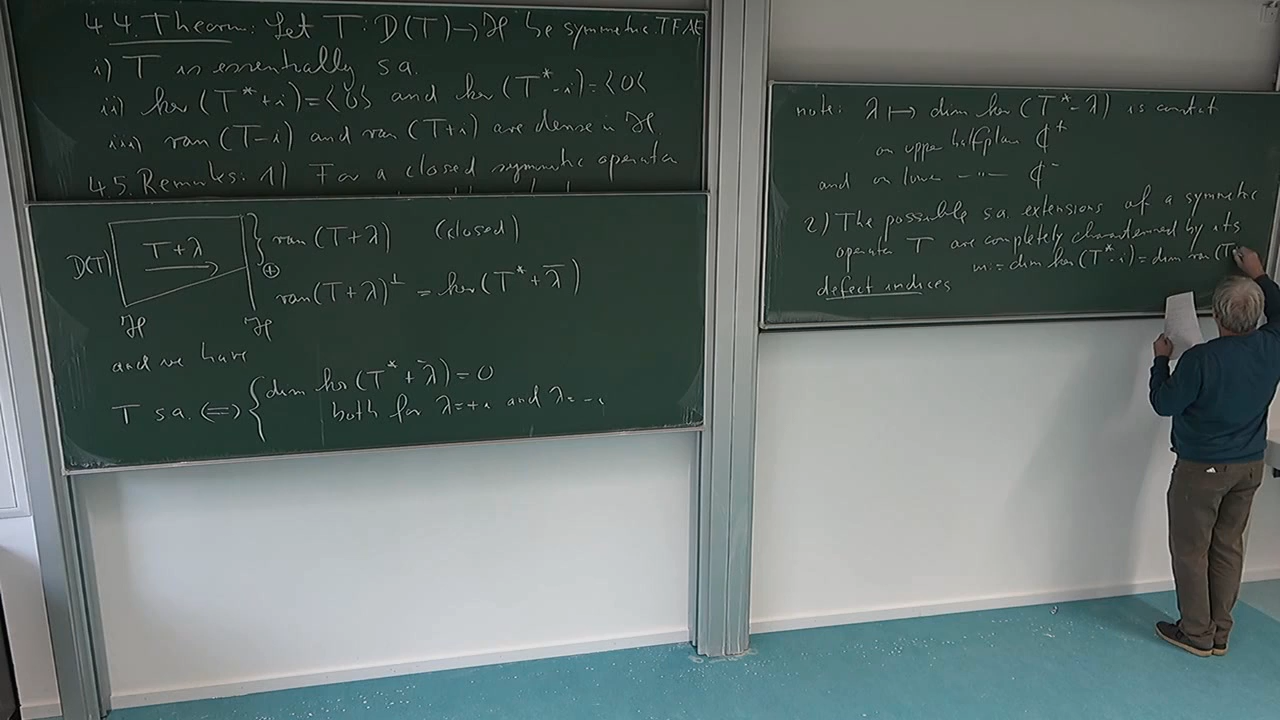 4.4. Theorem: Let T: D(T) → ℋ be symmetric. TFAE
i) T is essentially s.a.
ii) ker(T*+i)={0} and ker(T*-i)={0}
iii) ran(T-i) and ran(T+i) are dense in ℋ.
4.5. Remarks: 1) For a closed symmetric operator
D(T) T+λ } ran(T+λ) (closed)
⊕
ran(T+λ)⊥ = ker(T*+λ̄)
ℋ ℋ
and we have
T s.a. ⇔ { dim ker(T*+λ̄)=0
both for λ=+i and λ=-i
note: λ ↦ dim ker(T*-λ) is constant
on upper halfplan ℂ⁺
and on lower -"- ℂ⁻
2) The possible s.a. extensions of a symmetric
operator T are completely characterized by its
defect indices m:=dim ker(T*-i)=dim ran(T